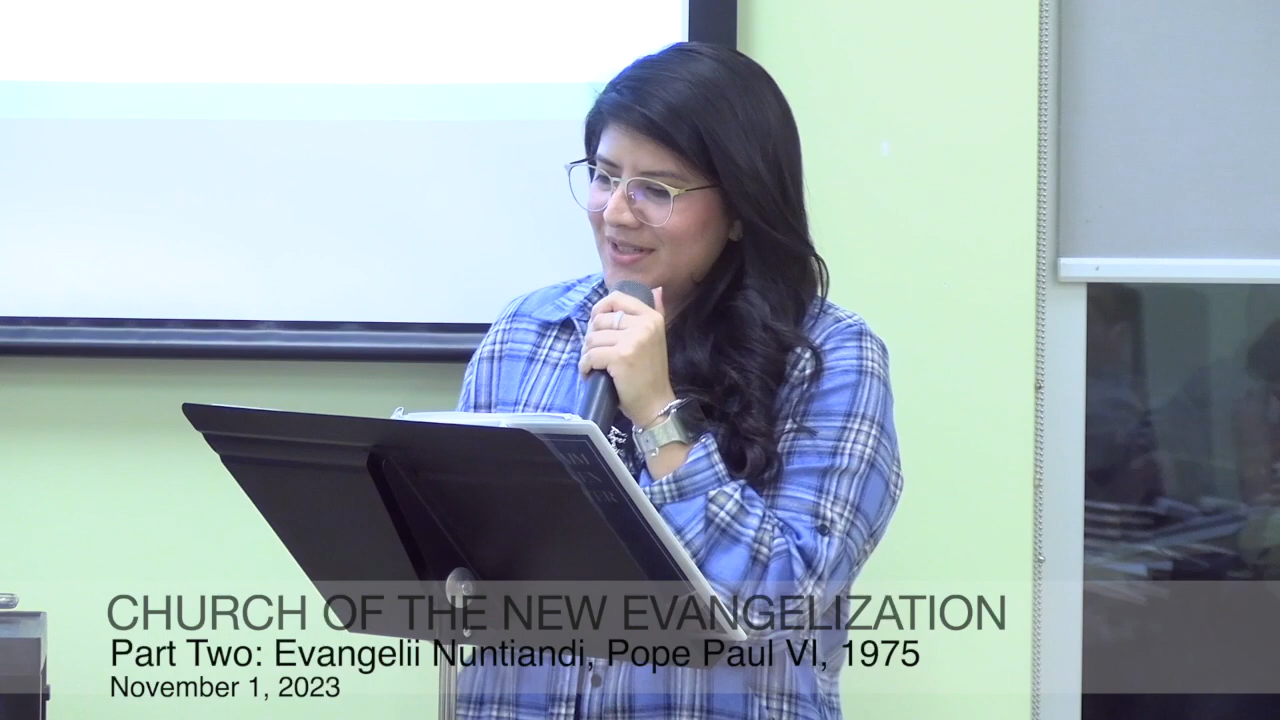 CHURCH OF THE NEW EVANGELIZATION
Part Two: Evangelii Nuntiandi, Pope Paul VI, 1975
November 1, 2023